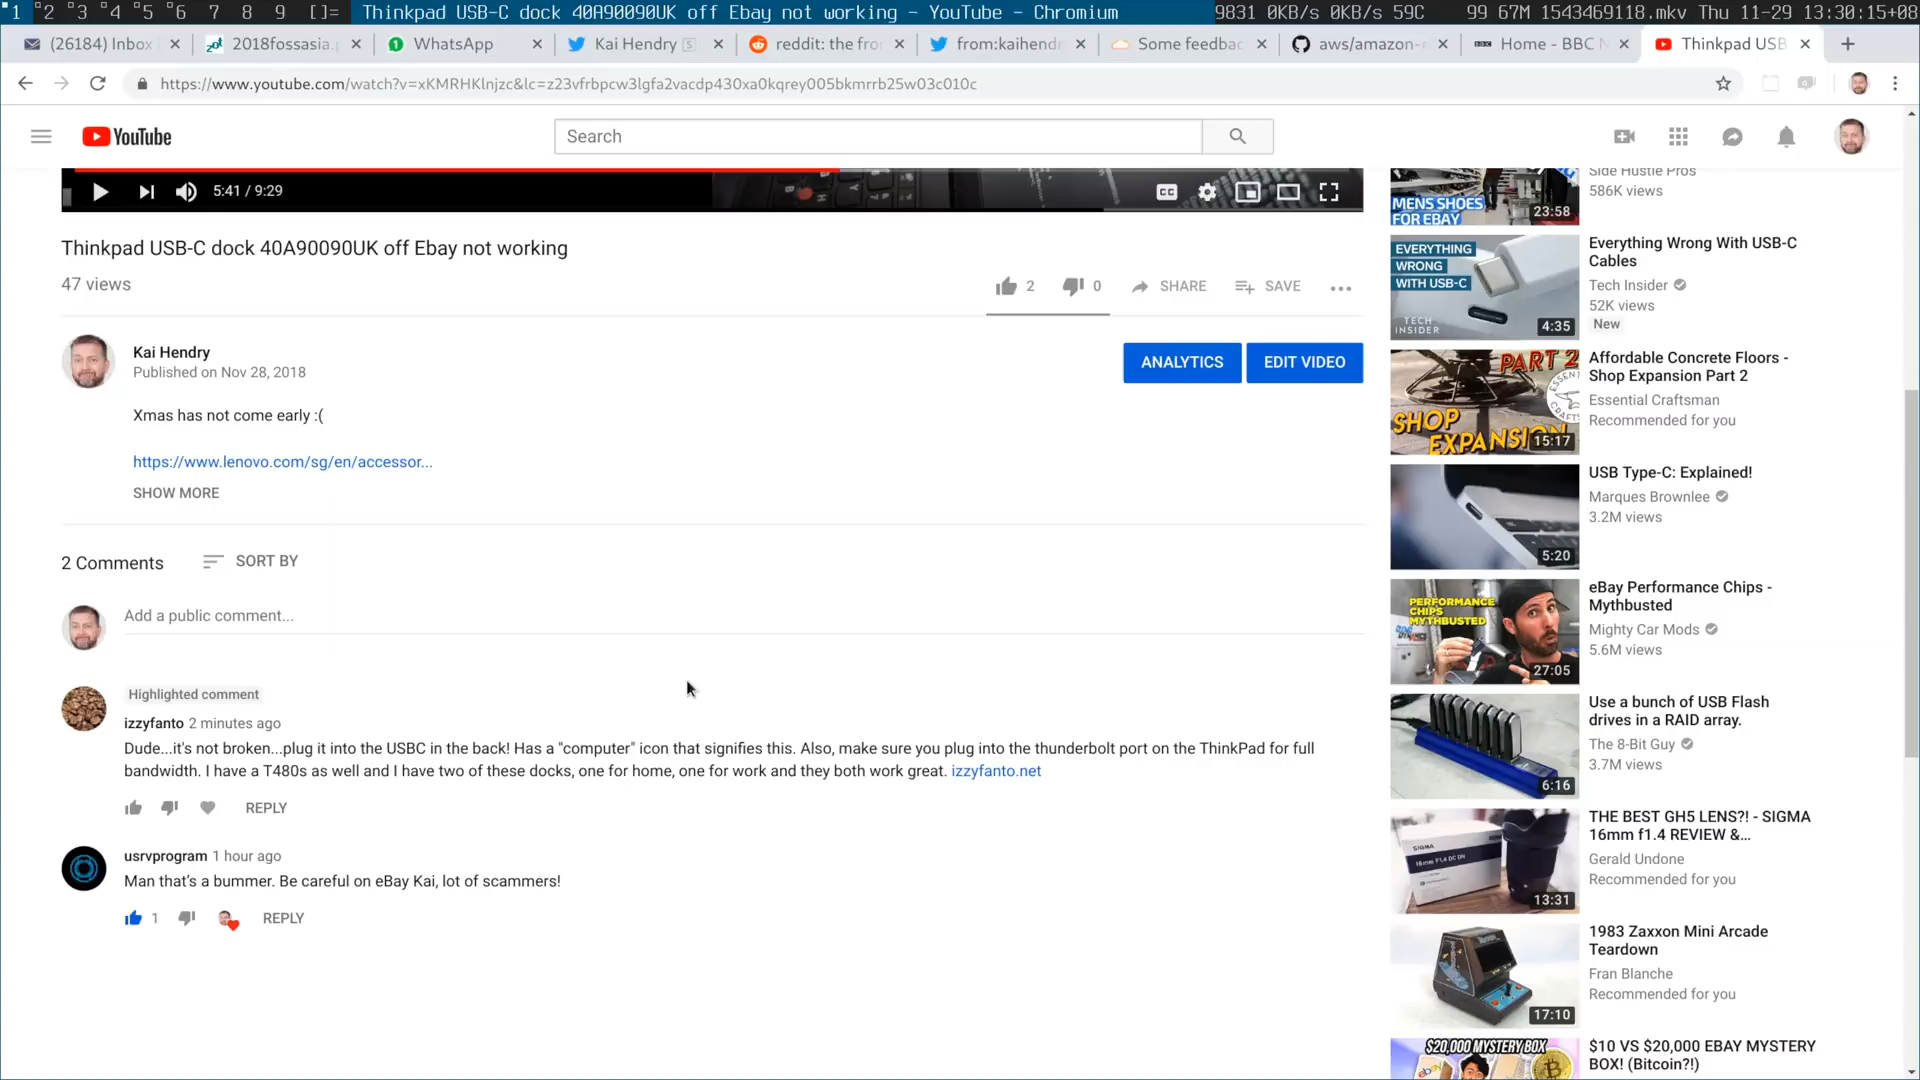 1 2 3 4 5 6 7 8 9 []= Thinkpad USB-C dock 40A90090UK off Ebay not working - YouTube - Chromium 9831 0KB/s 0KB/s 59C 99 67M 1543469118.mkv Thu 11-29 13:30:15+08
(26184) Inbox 2018fossasia. WhatsApp Kai Hendry reddit: the fro from:kaihend Some feedbac aws/amazon- Home - BBC N Thinkpad USB
https://www.youtube.com/watch?v=xKMRHKlnjzc&lc=z23vfrbpcw3lgfa2vacdp430xa0kqrey005bkmrrb25w03c010c
YouTube
Search
5:41 / 9:29
CC
Thinkpad USB-C dock 40A90090UK off Ebay not working
47 views
2 0 SHARE SAVE ...
Kai Hendry
Published on Nov 28, 2018
ANALYTICS EDIT VIDEO
Xmas has not come early :(
https://www.lenovo.com/sg/en/accessor...
SHOW MORE
2 Comments SORT BY
Add a public comment...
Highlighted comment
izzyfanto 2 minutes ago
Dude...it's not broken...plug it into the USBC in the back! Has a "computer" icon that signifies this. Also, make sure you plug into the thunderbolt port on the ThinkPad for full
bandwidth. I have a T480s as well and I have two of these docks, one for home, one for work and they both work great. izzyfanto.net
REPLY
usrvprogram 1 hour ago
Man that's a bummer. Be careful on eBay Kai, lot of scammers!
1 REPLY
Side Hustle Pros
586K views
MENS SHOES
FOR EBAY
23:58
EVERYTHING
WRONG
WITH USB-C
TECH
INSIDER
4:35
Everything Wrong With USB-C
Cables
Tech Insider
52K views
New
PART 2
SHOP
EXPANSION
15:17
Affordable Concrete Floors -
Shop Expansion Part 2
Essential Craftsman
Recommended for you
5:20
USB Type-C: Explained!
Marques Brownlee
3.2M views
PERFORMANCE
CHIPS
MYTHBUSTED
27:05
eBay Performance Chips -
Mythbusted
Mighty Car Mods
5.6M views
6:16
Use a bunch of USB Flash
drives in a RAID array.
The 8-Bit Guy
3.7M views
SIGMA
13:31
THE BEST GH5 LENS?! - SIGMA
16mm f1.4 REVIEW &...
Gerald Undone
Recommended for you
17:10
1983 Zaxxon Mini Arcade
Teardown
Fran Blanche
Recommended for you
$20,000 MYSTERY BOX!
$10 VS $20,000 EBAY MYSTERY
BOX! (Bitcoin?!)